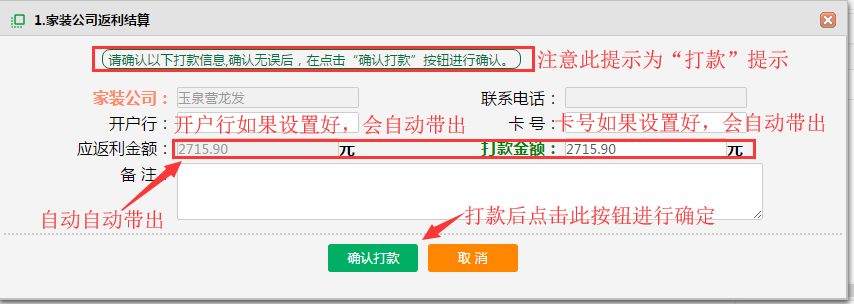 1.家装公司返利结算
请确认以下打款信息,确认无误后，在点击“确认打款”按钮进行确认。
注意此提示为“打款”提示
家装公司： 玉泉营龙发 联系电话：
开户行： 开户行如果设置好，会自动带出 卡 号： 卡号如果设置好，会自动带出
应返利金额： 2715.90 元 打款金额： 2715.90 元
备 注：
自动自动带出
打款后点击此按钮进行确定
确认打款 取 消